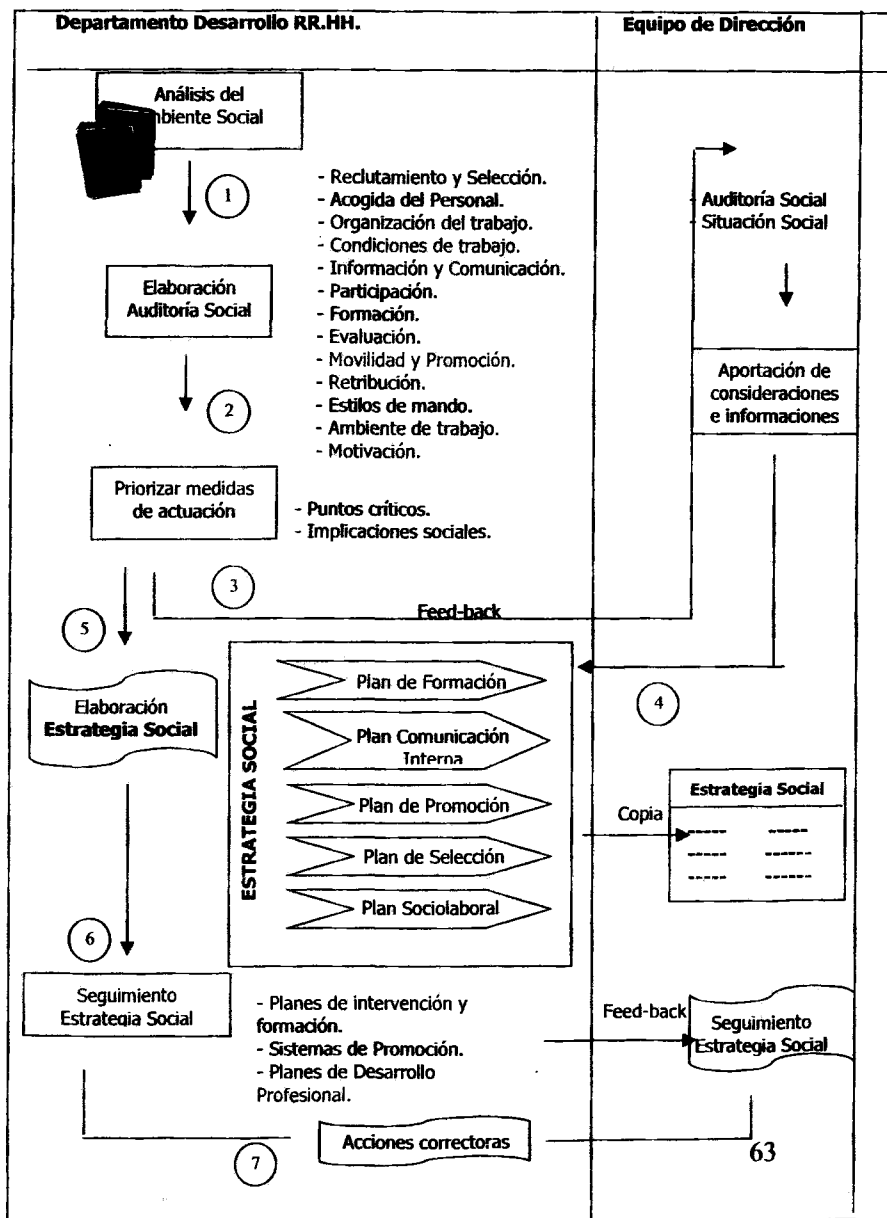 Departamento Desarrollo RR.HH.
Equipo de Dirección
Análisis del
mbiente Social
1
- Reclutamiento y Selección.
- Acogida del Personal.
- Organización del trabajo.
- Condiciones de trabajo.
- Información y Comunicación.
- Participación.
- Formación.
- Evaluación.
- Movilidad y Promoción.
- Retribución.
- Estilos de mando.
- Ambiente de trabajo.
- Motivación.
- Auditoría Social
- Situación Social
Elaboración
Auditoría Social
2
Aportación de
consideraciones
e informaciones
Priorizar medidas
de actuación
- Puntos críticos.
- Implicaciones sociales.
3
Feed-back
5
4
Elaboración
Estrategia Social
ESTRATEGIA SOCIAL
Plan de Formación
Plan Comunicación
Interna
Plan de Promoción
Plan de Selección
Plan Sociolaboral
Copia
Estrategia Social
----- -----
----- -----
----- -----
6
Seguimiento
Estrategia Social
- Planes de intervención y
formación.
- Sistemas de Promoción.
- Planes de Desarrollo
Profesional.
Feed-back
Seguimiento
Estrategia Social
Acciones correctoras
7
63